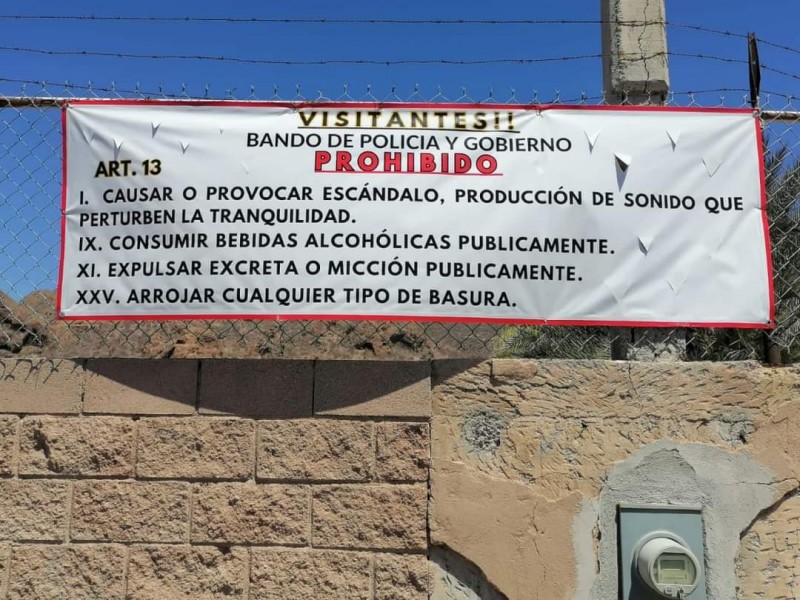 VISITANTES!!
BANDO DE POLICIA Y GOBIERNO
PROHIBIDO
ART. 13
I. CAUSAR O PROVOCAR ESCÁNDALO, PRODUCCIÓN DE SONIDO QUE
PERTURBEN LA TRANQUILIDAD.
IX. CONSUMIR BEBIDAS ALCOHÓLICAS PUBLICAMENTE.
XI. EXPULSAR EXCRETA O MICCIÓN PUBLICAMENTE.
XXV. ARROJAR CUALQUIER TIPO DE BASURA.